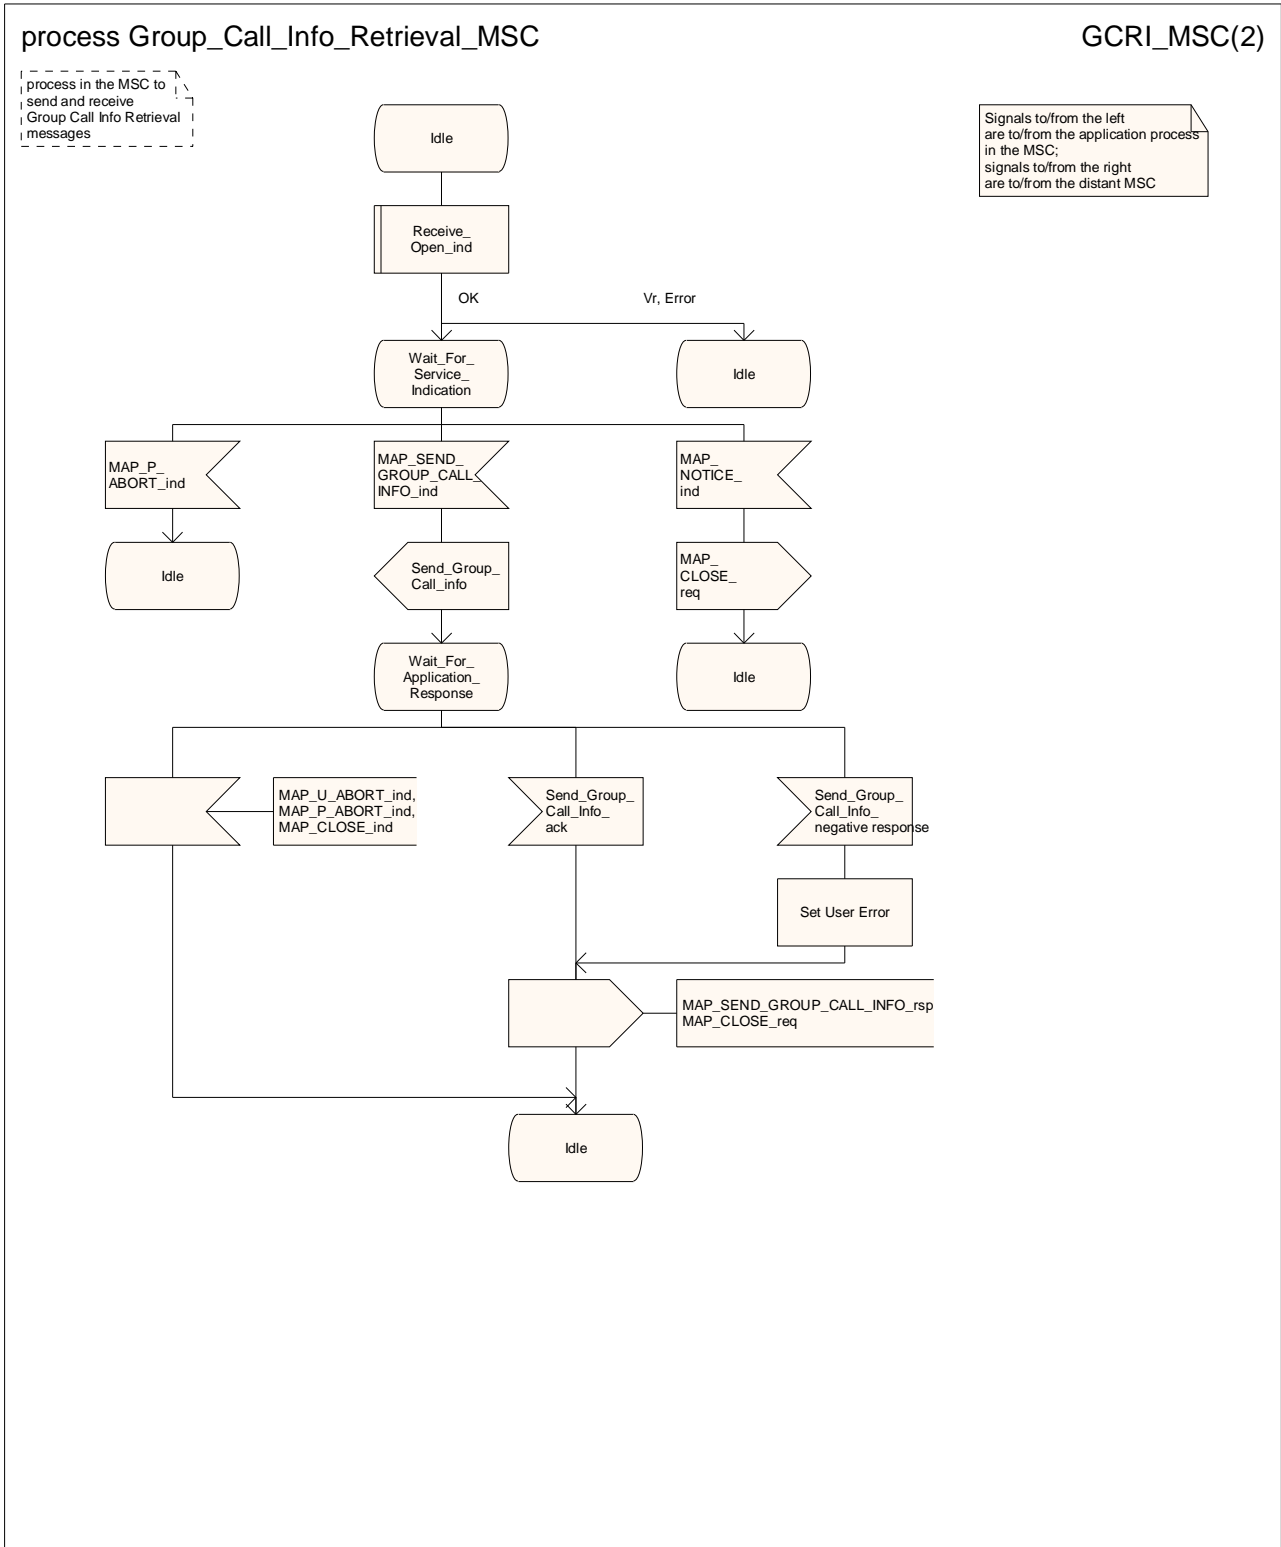 process Group_Call_Info_Retrieval_MSC
GCRI_MSC(2)
process in the MSC to
send and receive
Group Call Info Retrieval
messages
Signals to/from the left
are to/from the application process
in the MSC;
signals to/from the right
are to/from the distant MSC
Idle
Receive_
Open_ind
OK
Vr, Error
Wait_For_
Service_
Indication
Idle
MAP_P_
ABORT_ind
MAP_SEND_
GROUP_CALL_
INFO_ind
MAP_
NOTICE_
ind
Idle
Send_Group_
Call_info
MAP_
CLOSE_
req
Wait_For_
Application_
Response
Idle
MAP_U_ABORT_ind,
MAP_P_ABORT_ind,
MAP_CLOSE_ind
Send_Group_
Call_Info_
ack
Send_Group_
Call_Info_
negative response
Set User Error
MAP_SEND_GROUP_CALL_INFO_rsp
MAP_CLOSE_req
Idle